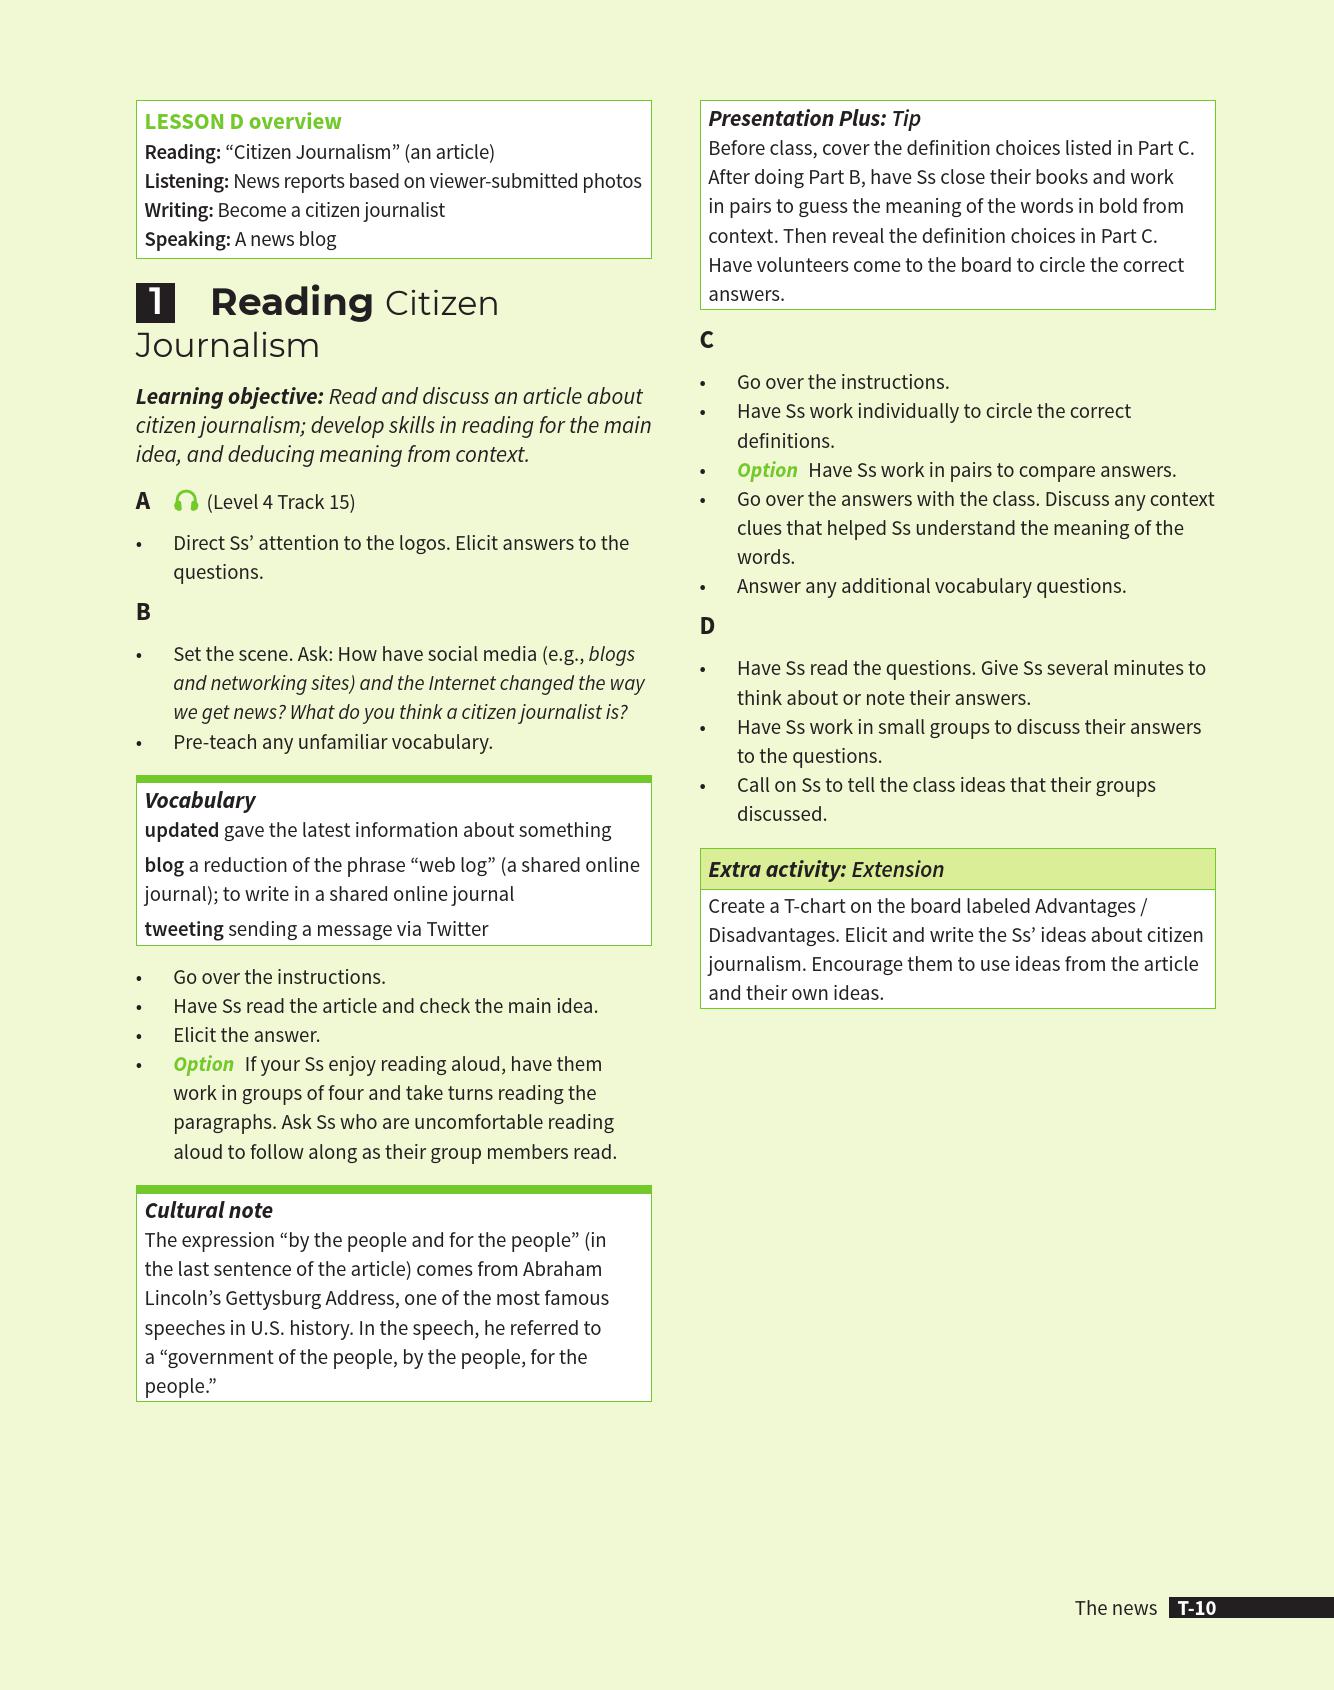 LESSON D overview
Reading: “Citizen Journalism” (an article)
Listening: News reports based on viewer-submitted photos
Writing: Become a citizen journalist
Speaking: A news blog
1 Reading Citizen
Journalism
Learning objective: Read and discuss an article about
citizen journalism; develop skills in reading for the main
idea, and deducing meaning from context.
A (Level 4 Track 15)
• Direct Ss’ attention to the logos. Elicit answers to the
questions.
B
• Set the scene. Ask: How have social media (e.g., blogs
and networking sites) and the Internet changed the way
we get news? What do you think a citizen journalist is?
• Pre-teach any unfamiliar vocabulary.
Vocabulary
updated gave the latest information about something
blog a reduction of the phrase “web log” (a shared online
journal); to write in a shared online journal
tweeting sending a message via Twitter
• Go over the instructions.
• Have Ss read the article and check the main idea.
• Elicit the answer.
• Option If your Ss enjoy reading aloud, have them
work in groups of four and take turns reading the
paragraphs. Ask Ss who are uncomfortable reading
aloud to follow along as their group members read.
Cultural note
The expression “by the people and for the people” (in
the last sentence of the article) comes from Abraham
Lincoln’s Gettysburg Address, one of the most famous
speeches in U.S. history. In the speech, he referred to
a “government of the people, by the people, for the
people.”
Presentation Plus: Tip
Before class, cover the definition choices listed in Part C.
After doing Part B, have Ss close their books and work
in pairs to guess the meaning of the words in bold from
context. Then reveal the definition choices in Part C.
Have volunteers come to the board to circle the correct
answers.
C
• Go over the instructions.
• Have Ss work individually to circle the correct
definitions.
• Option Have Ss work in pairs to compare answers.
• Go over the answers with the class. Discuss any context
clues that helped Ss understand the meaning of the
words.
• Answer any additional vocabulary questions.
D
• Have Ss read the questions. Give Ss several minutes to
think about or note their answers.
• Have Ss work in small groups to discuss their answers
to the questions.
• Call on Ss to tell the class ideas that their groups
discussed.
Extra activity: Extension
Create a T-chart on the board labeled Advantages /
Disadvantages. Elicit and write the Ss’ ideas about citizen
journalism. Encourage them to use ideas from the article
and their own ideas.
The news T-10